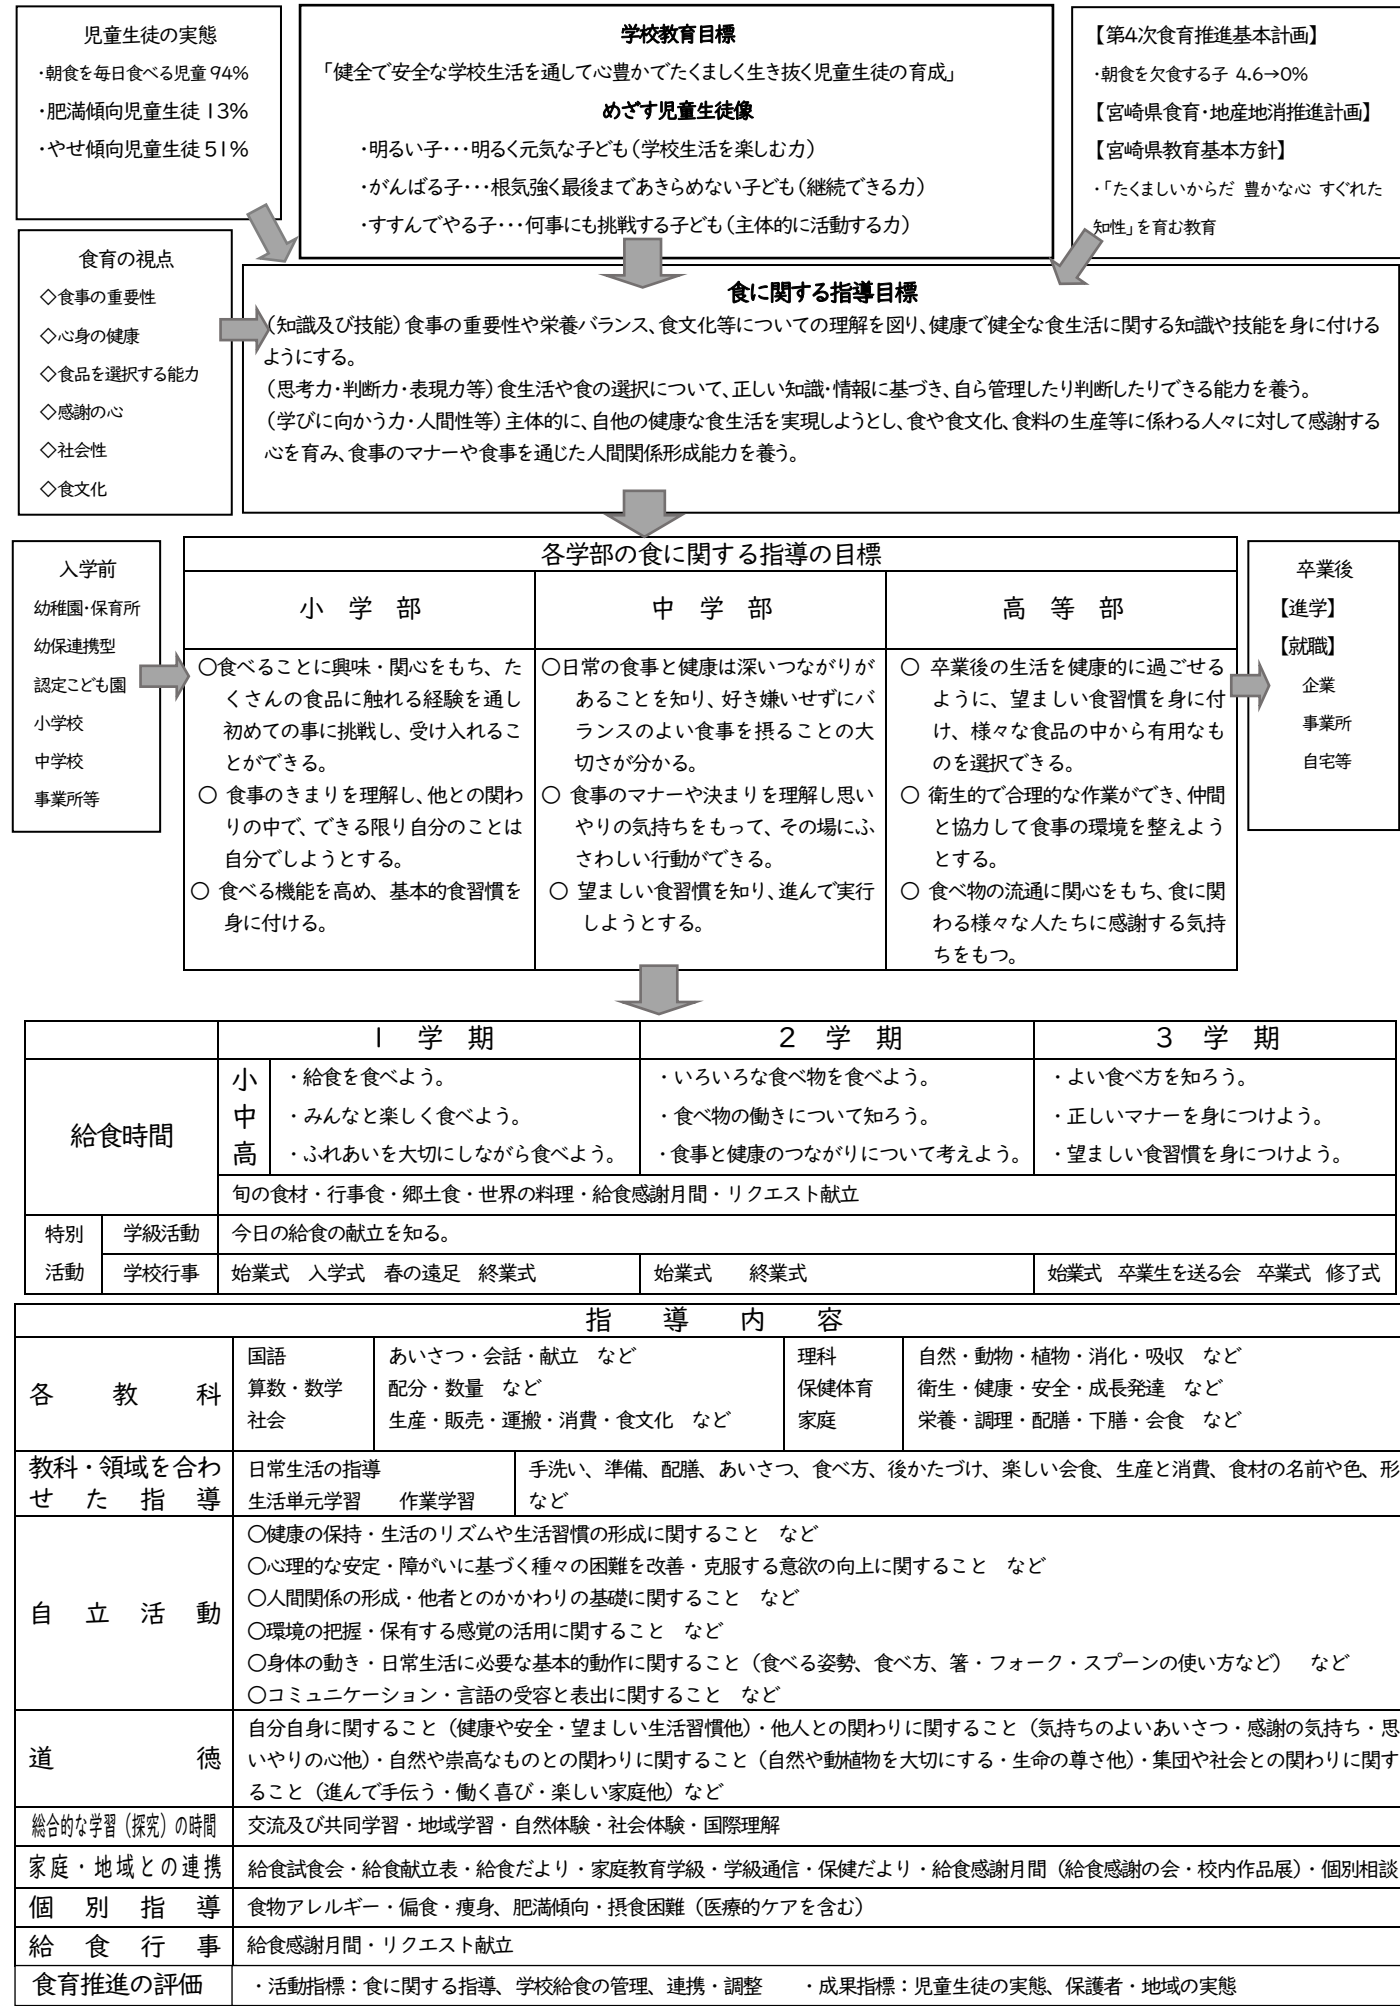 児童生徒の実態
・朝食を毎日食べる児童94%
・肥満傾向児童生徒13%
・やせ傾向児童生徒51%
学校教育目標
「健全で安全な学校生活を通して心豊かでたくましく生き抜く児童生徒の育成」
めざす児童生徒像
・明るい子・・・明るく元気な子ども（学校生活を楽しむ力）
・がんばる子・・・根気強く最後まであきらめない子ども（継続できる力）
・すすんでやる子・・・何事にも挑戦する子ども（主体的に活動する力）
【第4次食育推進基本計画】
・朝食を欠食する子 4.6→0%
【宮崎県食育・地産地消推進計画】
【宮崎県教育基本方針】
・「たくましいからだ 豊かな心 すぐれた
知性」を育む教育
食育の視点
◇食事の重要性
◇心身の健康
◇食品を選択する能力
◇感謝の心
◇社会性
◇食文化
食に関する指導目標
（知識及び技能）食事の重要性や栄養バランス、食文化等についての理解を図り、健康で健全な食生活に関する知識や技能を身に付ける
ようにする。
（思考力・判断力・表現力等）食生活や食の選択について、正しい知識・情報に基づき、自ら管理したり判断したりできる能力を養う。
（学びに向かう力・人間性等）主体的に、自他の健康な食生活を実現しようとし、食や食文化、食料の生産等に係わる人々に対して感謝する
心を育み、食事のマナーや食事を通じた人間関係形成能力を養う。
入学前
幼稚園・保育所
幼保連携型
認定こども園
小学校
中学校
事業所等
各学部の食に関する指導の目標
小 学 部
○食べることに興味・関心をもち、た
くさんの食品に触れる経験を通し
初めての事に挑戦し、受け入れるこ
とができる。
○ 食事のきまりを理解し、他との関わ
りの中で、できる限り自分のことは
自分でしようとする。
○ 食べる機能を高め、基本的食習慣を
身に付ける。
中 学 部
○日常の食事と健康は深いつながりが
あることを知り、好き嫌いせずにバ
ランスのよい食事を摂ることの大
切さが分かる。
○ 食事のマナーや決まりを理解し思い
やりの気持ちをもって、その場にふ
さわしい行動ができる。
○ 望ましい食習慣を知り、進んで実行
しようとする。
高 等 部
○ 卒業後の生活を健康的に過ごせる
ように、望ましい食習慣を身に付
け、様々な食品の中から有用なも
のを選択できる。
○ 衛生的で合理的な作業ができ、仲間
と協力して食事の環境を整えよう
とする。
○ 食べ物の流通に関心をもち、食に関
わる様々な人たちに感謝する気持
ちをもつ。
卒業後
【進学】
【就職】
企業
事業所
自宅等
1 学 期 2 学 期 3 学 期
給食時間
小 ・給食を食べよう。 ・いろいろな食べ物を食べよう。 ・よい食べ方を知ろう。
中 ・みんなと楽しく食べよう。 ・食べ物の働きについて知ろう。 ・正しいマナーを身につけよう。
高 ・ふれあいを大切にしながら食べよう。 ・食事と健康のつながりについて考えよう。 ・望ましい食習慣を身につけよう。
旬の食材・行事食・郷土食・世界の料理・給食感謝月間・リクエスト献立
特別 学級活動 今日の給食の献立を知る。
活動 学校行事 始業式 入学式 春の遠足 終業式 始業式 終業式 始業式 卒業生を送る会 卒業式 修了式
指 導 内 容
各 教 科
国語 あいさつ・会話・献立 など 理科 自然・動物・植物・消化・吸収 など
算数・数学 配分・数量 など 保健体育 衛生・健康・安全・成長発達 など
社会 生産・販売・運搬・消費・食文化 など 家庭 栄養・調理・配膳・下膳・会食 など
教科・領域を合わ 日常生活の指導 手洗い、準備、配膳、あいさつ、食べ方、後かたづけ、楽しい会食、生産と消費、食材の名前や色、形
せた指導 生活単元学習 作業学習 など
自 立 活 動
○健康の保持・生活のリズムや生活習慣の形成に関すること など
○心理的な安定・障がいに基づく種々の困難を改善・克服する意欲の向上に関すること など
○人間関係の形成・他者とのかかわりの基礎に関すること など
○環境の把握・保有する感覚の活用に関すること など
○身体の動き・日常生活に必要な基本的動作に関すること（食べる姿勢、食べ方、箸・フォーク・スプーンの使い方など） など
○コミュニケーション・言語の受容と表出に関すること など
道 徳
自分自身に関すること（健康や安全・望ましい生活習慣他）・他人との関わりに関すること（気持ちのよいあいさつ・感謝の気持ち・思
いやりの心他）・自然や崇高なものとの関わりに関すること（自然や動植物を大切にする・生命の尊さ他）・集団や社会との関わりに関す
ること（進んで手伝う・働く喜び・楽しい家庭他）など
総合的な学習（探究）の時間 交流及び共同学習・地域学習・自然体験・社会体験・国際理解
家庭・地域との連携 給食試食会・給食献立表・給食だより・家庭教育学級・学級通信・保健だより・給食感謝月間（給食感謝の会・校内作品展）・個別相談
個 別 指 導 食物アレルギー・偏食・痩身、肥満傾向・摂食困難（医療的ケアを含む）
給 食 行 事 給食感謝月間・リクエスト献立
食育推進の評価 ・活動指標：食に関する指導、学校給食の管理、連携・調整 ・成果指標：児童生徒の実態、保護者・地域の実態